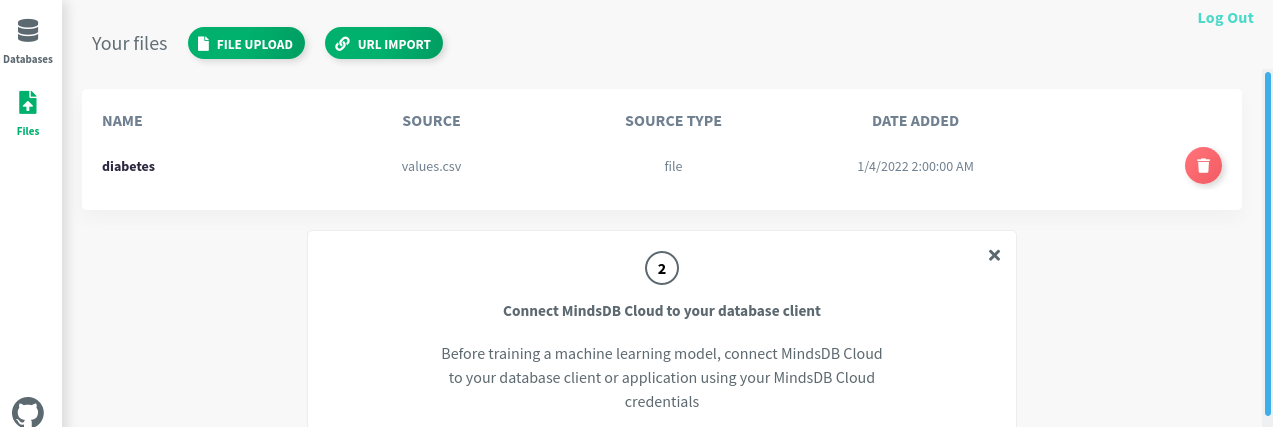 Log Out
Your files FILE UPLOAD URL IMPORT
Databases
Files
NAME SOURCE SOURCE TYPE DATE ADDED
diabetes values.csv file 1/4/2022 2:00:00 AM
2
Connect MindsDB Cloud to your database client
Before training a machine learning model, connect MindsDB Cloud
to your database client or application using your MindsDB Cloud
credentials